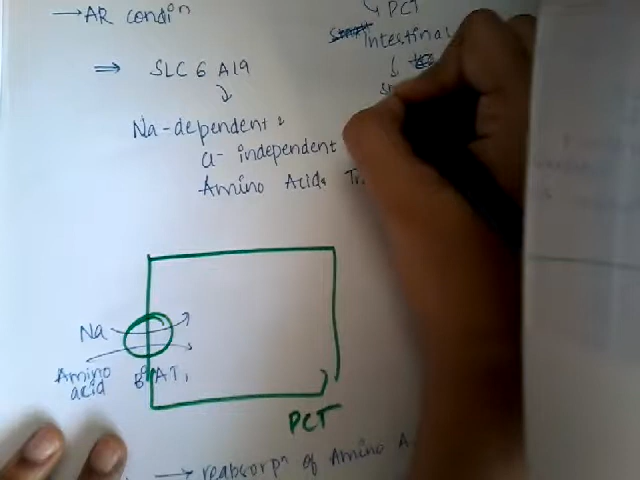 → AR condin
↳ PCT
Intestinal
⇒ SLC 6 A19
Na-dependent &
Cl- independent
Amino Acids Tr
Na
Amino
acid
B⁰AT₁
PCT
→ reabsorpⁿ of Amino A